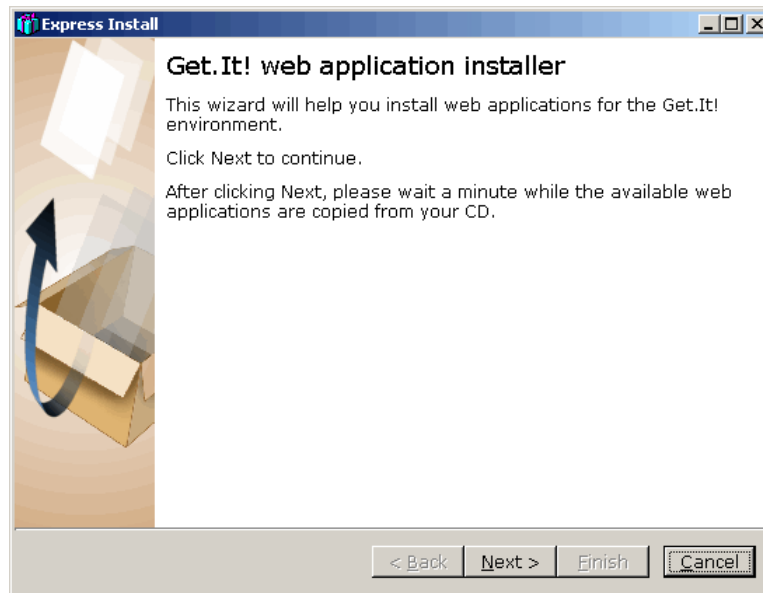 Express Install
Get.It! web application installer
This wizard will help you install web applications for the Get.It!
environment.
Click Next to continue.
After clicking Next, please wait a minute while the available web
applications are copied from your CD.
< Back Next > Finish Cancel